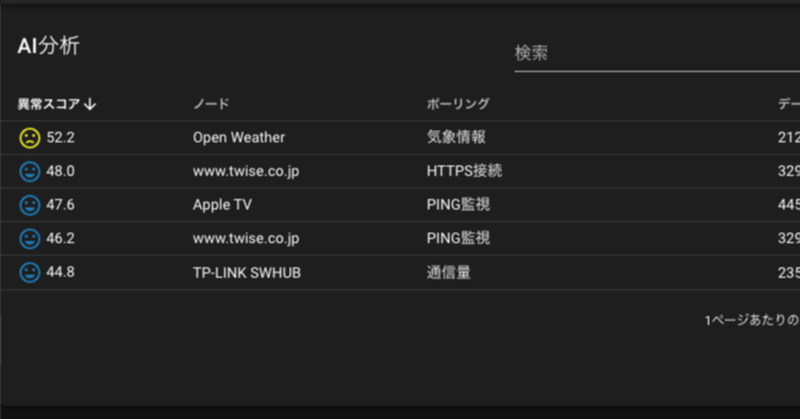 AI分析
検索
異常スコア ノード ポーリング デー
52.2 Open Weather 気象情報 212
48.0 www.twise.co.jp HTTPS接続 329
47.6 Apple TV PING監視 445
46.2 www.twise.co.jp PING監視 329
44.8 TP-LINK SWHUB 通信量 235
1ページあたりの